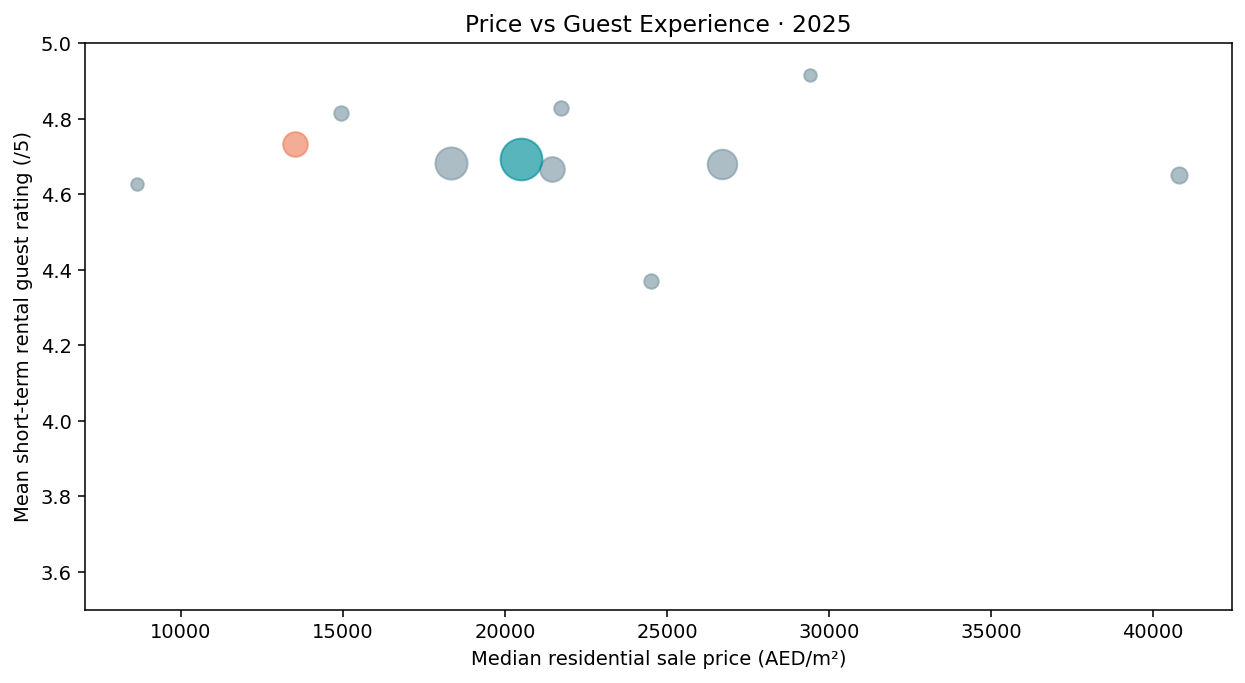 Price vs Guest Experience · 2025
Mean short-term rental guest rating (/5)
5.0
4.8
4.6
4.4
4.2
4.0
3.8
3.6
10000 15000 20000 25000 30000 35000 40000
Median residential sale price (AED/m²)